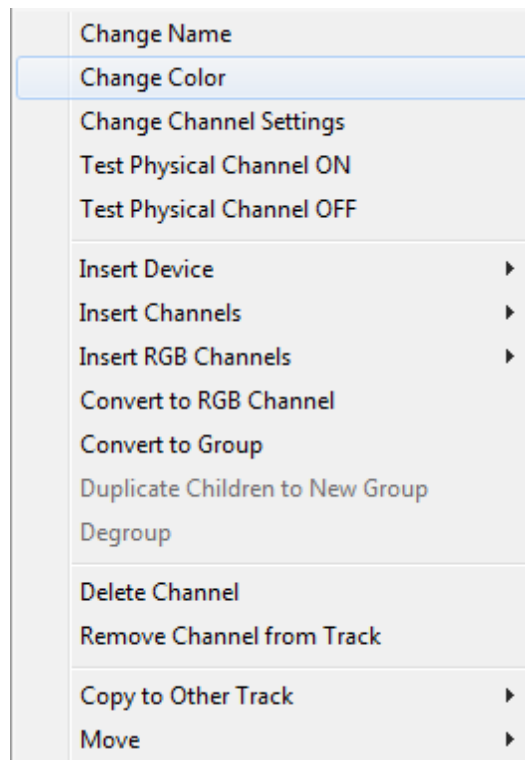 Change Name
Change Color
Change Channel Settings
Test Physical Channel ON
Test Physical Channel OFF
Insert Device
Insert Channels
Insert RGB Channels
Convert to RGB Channel
Convert to Group
Duplicate Children to New Group
Degroup
Delete Channel
Remove Channel from Track
Copy to Other Track
Move